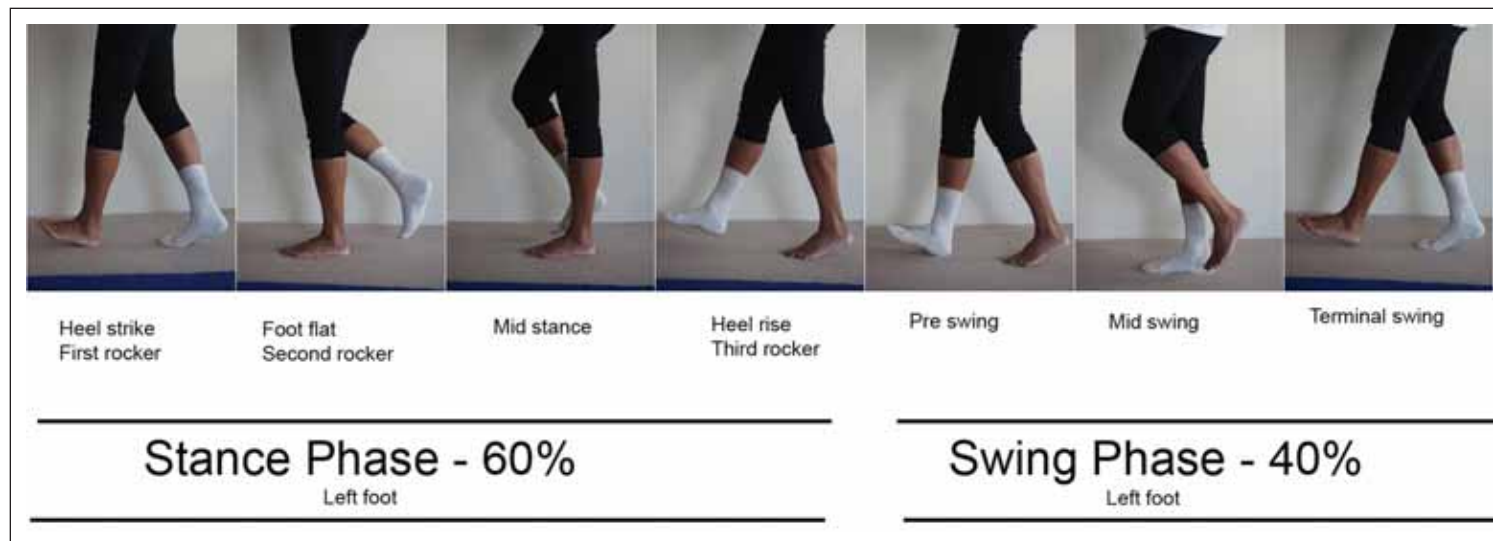 Heel strike
First rocker
Foot flat
Second rocker
Mid stance
Heel rise
Third rocker
Pre swing
Mid swing
Terminal swing
Stance Phase - 60%
Left foot
Swing Phase - 40%
Left foot